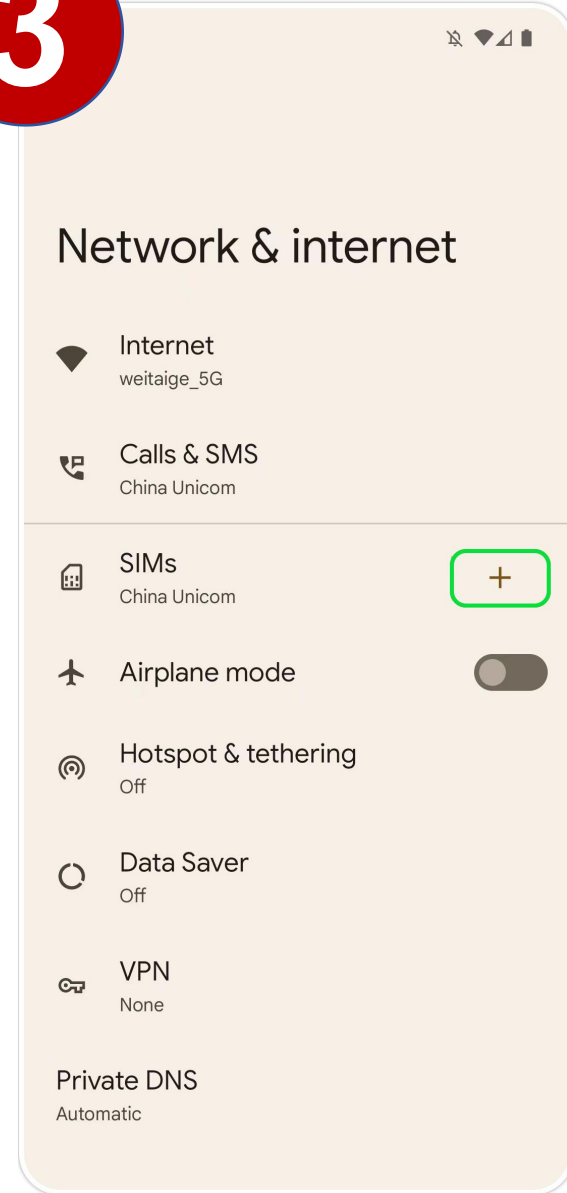 3
Network & internet
Internet
weitaige_5G
Calls & SMS
China Unicom
SIMs
China Unicom
+
Airplane mode
Hotspot & tethering
Off
Data Saver
Off
VPN
None
Private DNS
Automatic